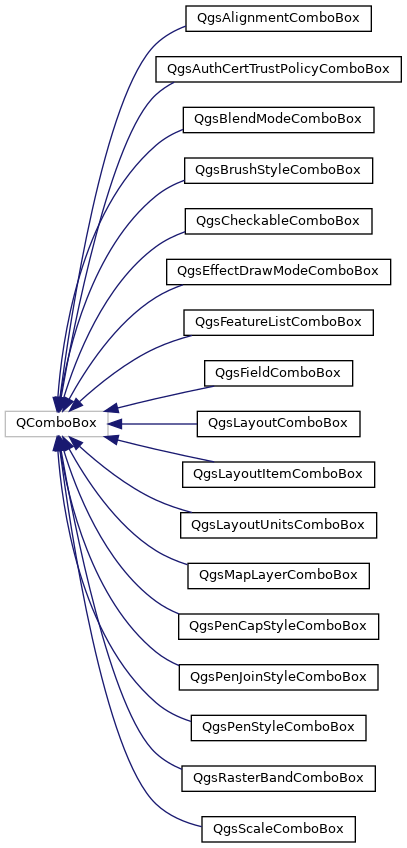 QgsAlignmentComboBox
QgsAuthCertTrustPolicyComboBox
QgsBlendModeComboBox
QgsBrushStyleComboBox
QgsCheckableComboBox
QgsEffectDrawModeComboBox
QgsFeatureListComboBox
QgsFieldComboBox
QComboBox
QgsLayoutComboBox
QgsLayoutItemComboBox
QgsLayoutUnitsComboBox
QgsMapLayerComboBox
QgsPenCapStyleComboBox
QgsPenJoinStyleComboBox
QgsPenStyleComboBox
QgsRasterBandComboBox
QgsScaleComboBox